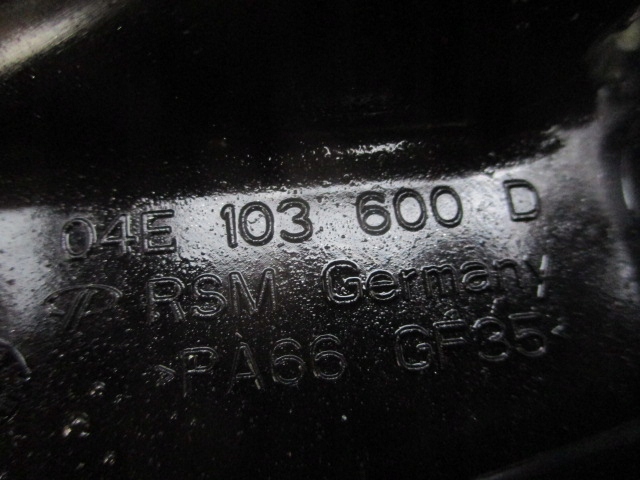 04E 103 600 D
RSM Germany
>PA66 GF35<